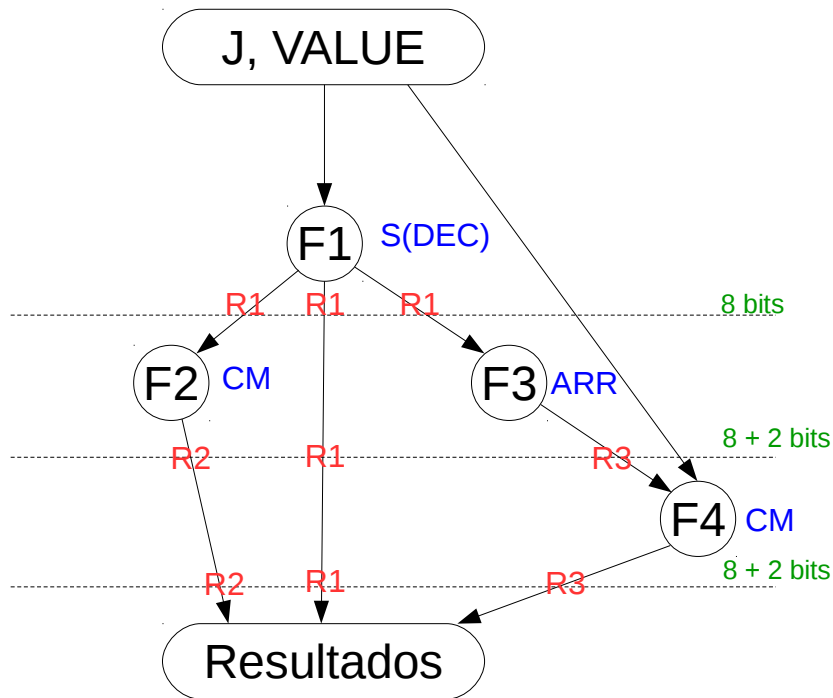 J, VALUE
F1
S(DEC)
R1
R1
R1
8 bits
F2
CM
F3
ARR
8 + 2 bits
R2
R1
R3
F4
CM
8 + 2 bits
R2
R1
R3
Resultados